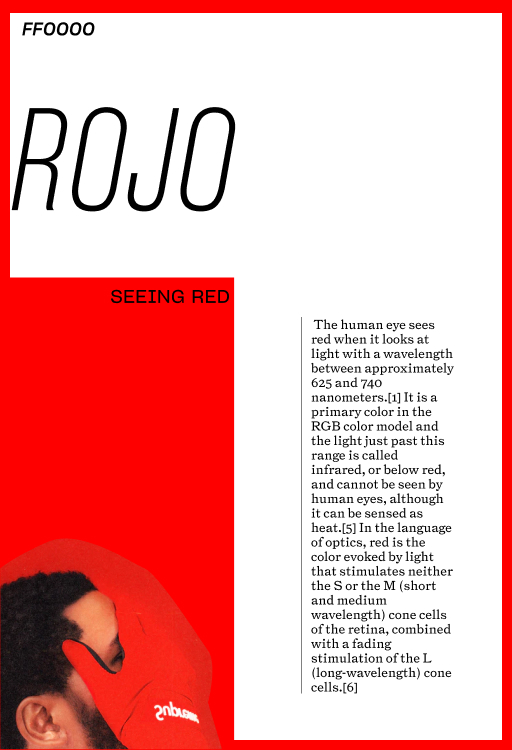 FF0000
ROJO
SEEING RED
The human eye sees
red when it looks at
light with a wavelength
between approximately
625 and 740
nanometers.[1] It is a
primary color in the
RGB color model and
the light just past this
range is called
infrared, or below red,
and cannot be seen by
human eyes, although
it can be sensed as
heat.[5] In the language
of optics, red is the
color evoked by light
that stimulates neither
the S or the M (short
and medium
wavelength) cone cells
of the retina, combined
with a fading
stimulation of the L
(long-wavelength) cone
cells.[6]